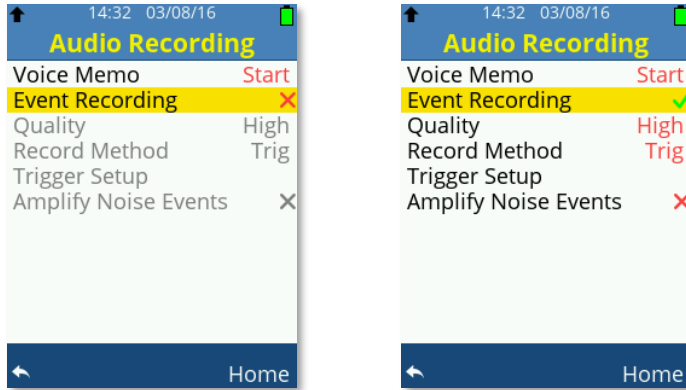 14:32 03/08/16
Audio Recording
Voice Memo Start
Event Recording
Quality High
Record Method Trig
Trigger Setup
Amplify Noise Events
Home
14:32 03/08/16
Audio Recording
Voice Memo Start
Event Recording
Quality High
Record Method Trig
Trigger Setup
Amplify Noise Events
Home